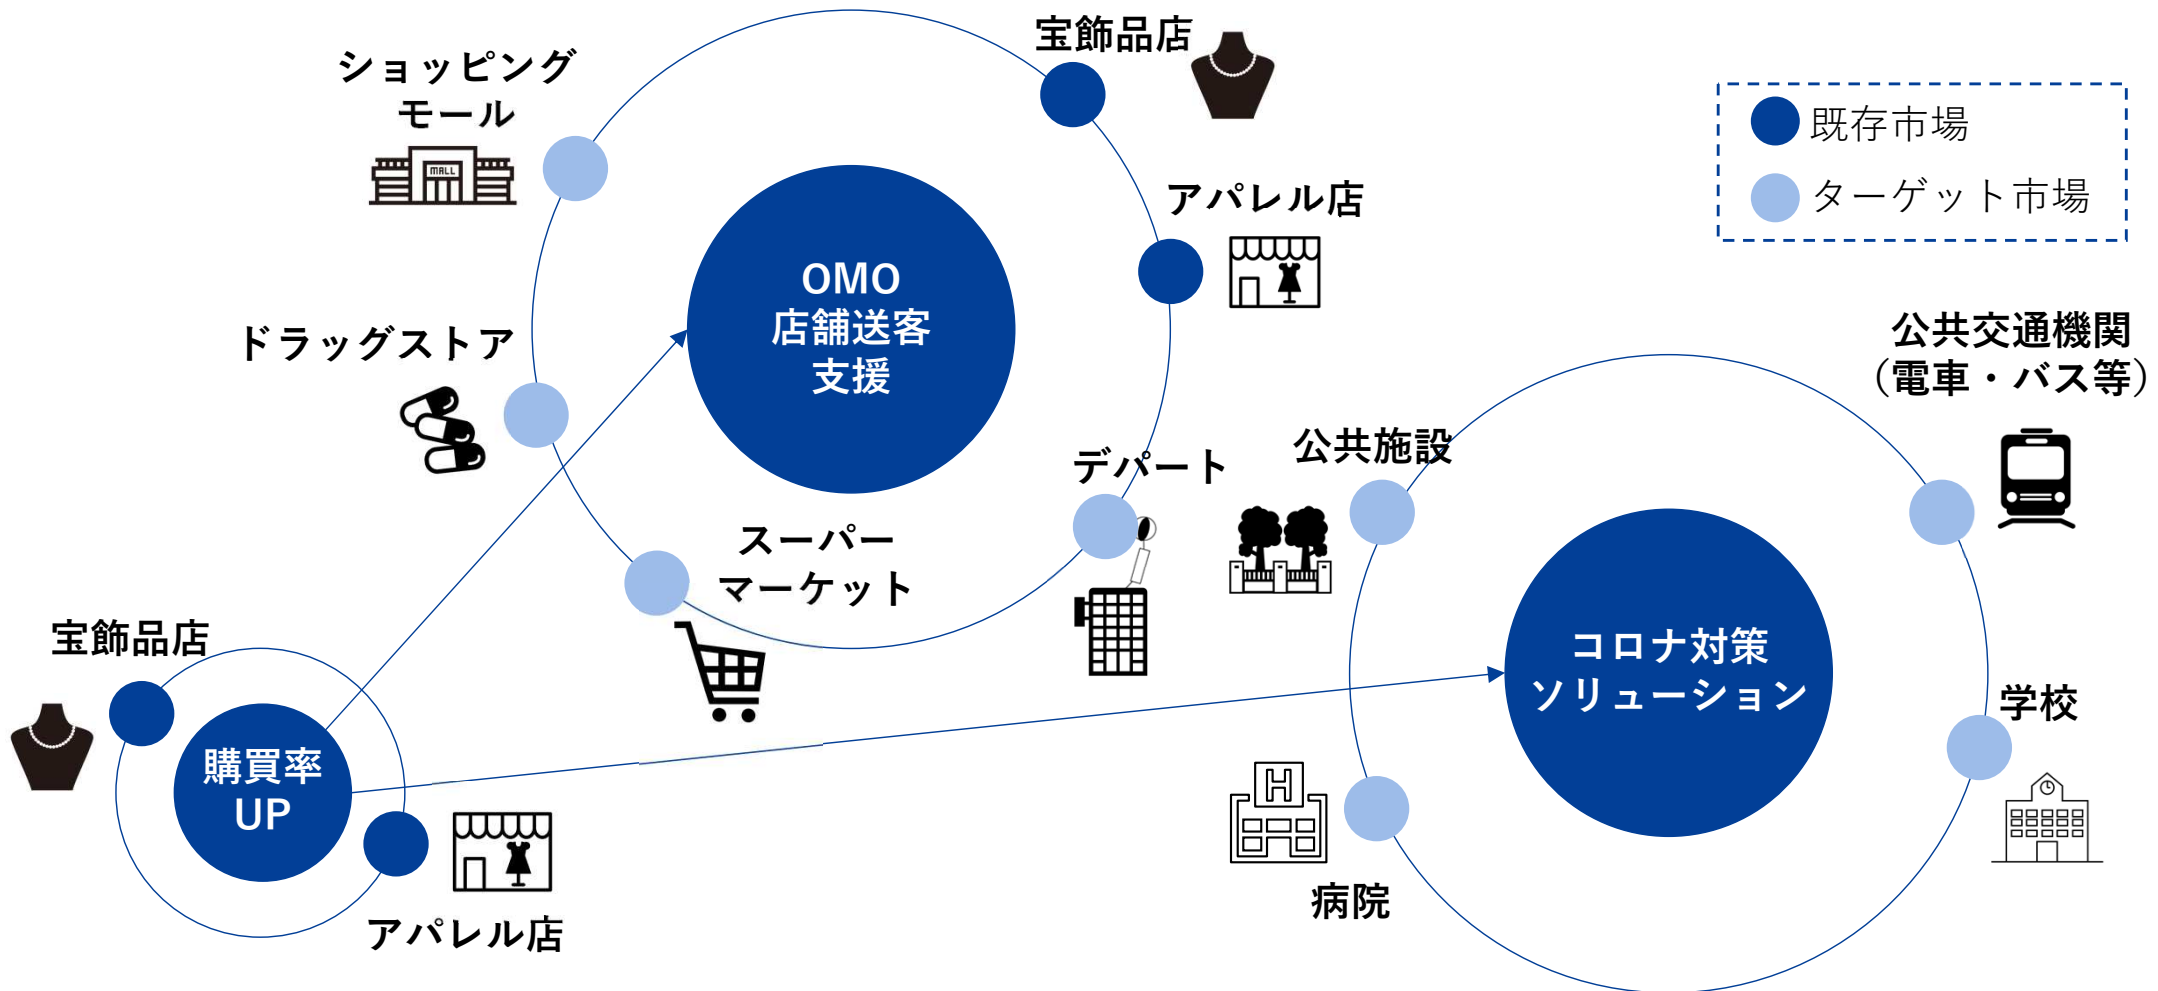 宝飾品店
ショッピング
モール
MALL
既存市場
ターゲット市場
アパレル店
OMO
店舗送客
支援
ドラッグストア
公共交通機関
（電車・バス等）
デパート
公共施設
スーパー
マーケット
宝飾品店
コロナ対策
ソリューション
学校
購買率
UP
H
病院
アパレル店